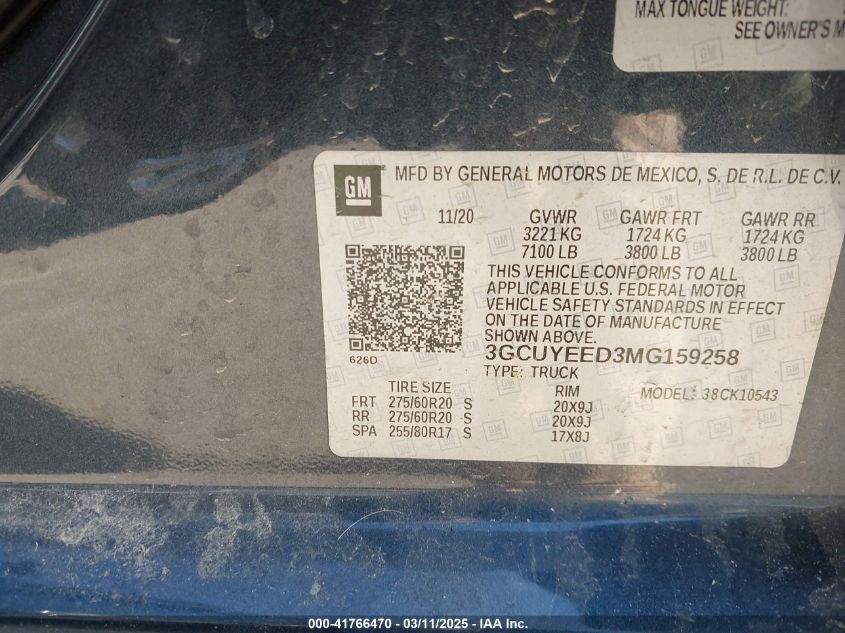 MAX TONGUE WEIGHT:
SEE OWNER'S M
GM
MFD BY GENERAL MOTORS DE MEXICO, S. DE R.L. DE C.V.
11/20 GVWR GAWR FRT GAWR RR
3221 KG 1724 KG 1724 KG
7100 LB 3800 LB 3800 LB
THIS VEHICLE CONFORMS TO ALL
APPLICABLE U.S. FEDERAL MOTOR
VEHICLE SAFETY STANDARDS IN EFFECT
ON THE DATE OF MANUFACTURE
SHOWN ABOVE.
626D 3GCUYEED3MG159258
TYPE: TRUCK
TIRE SIZE RIM MODEL: 38CK10543
FRT 275/60R20 S 20X9J
RR 275/60R20 S 20X9J
SPA 255/80R17 S 17X8J
000-41766470 - 03/11/2025 - IAA Inc.